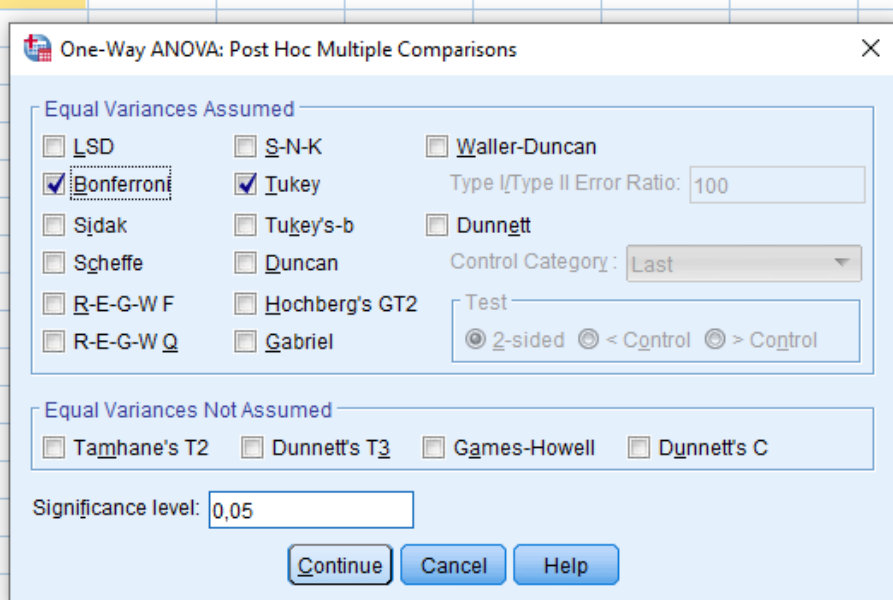 One-Way ANOVA: Post Hoc Multiple Comparisons
Equal Variances Assumed
LSD S-N-K Waller-Duncan
Bonferroni Tukey Type I/Type II Error Ratio: 100
Sidak Tukey's-b Dunnett
Scheffe Duncan Control Category : Last
R-E-G-W F Hochberg's GT2 Test
R-E-G-W Q Gabriel 2-sided < Control > Control
Equal Variances Not Assumed
Tamhane's T2 Dunnett's T3 Games-Howell Dunnett's C
Significance level: 0,05
Continue Cancel Help